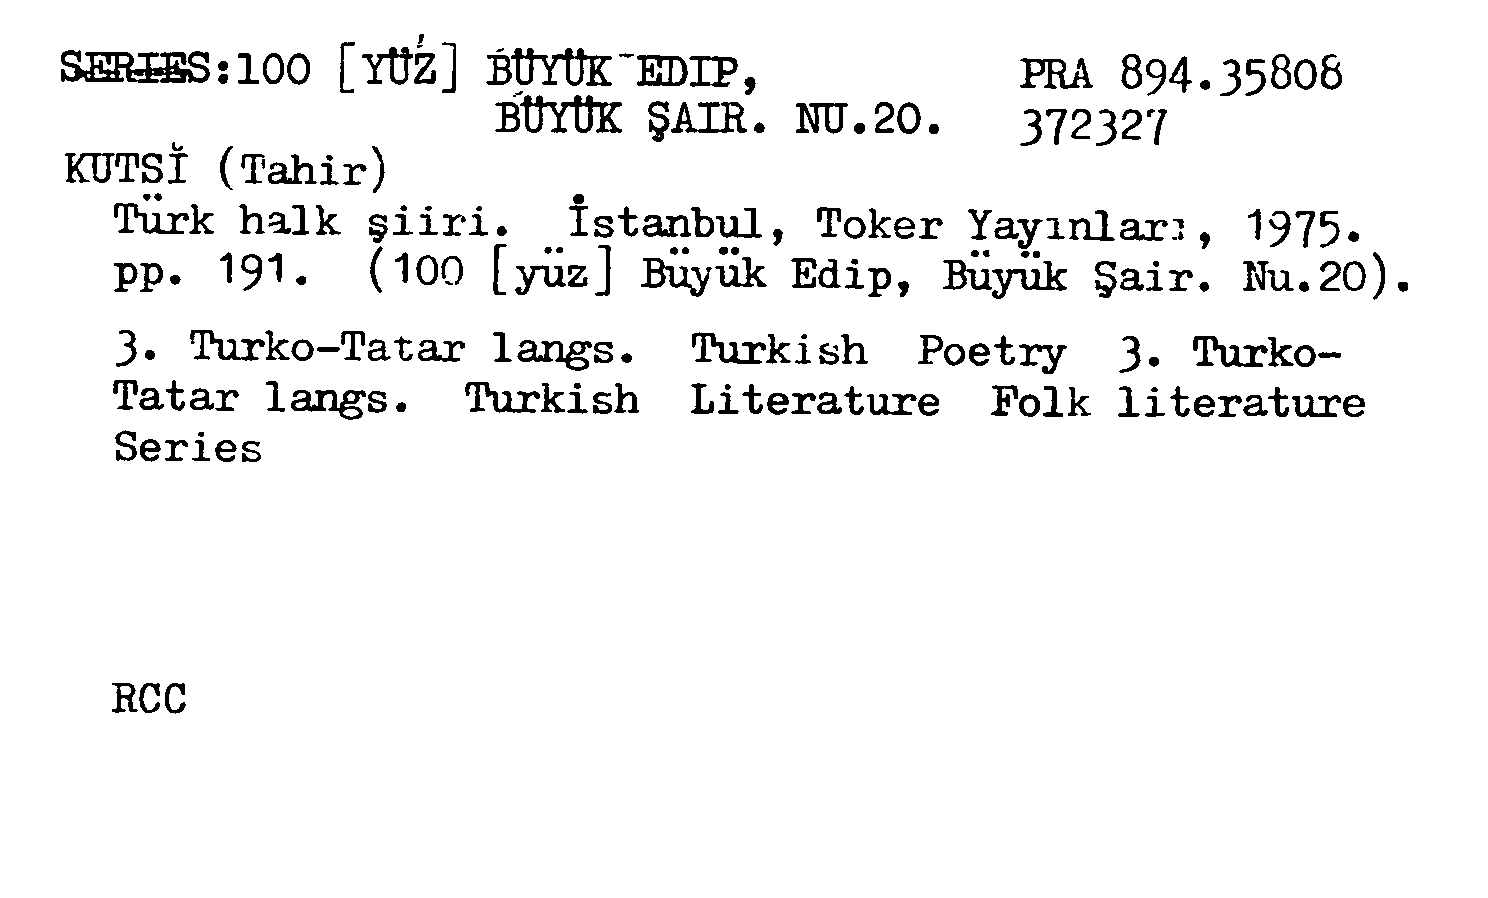 SERIES:100 [YÜZ] BÜYÜK EDIP, PRA 894.35808
BÜYÜK ŞAIR. NU.20. 372327
KUTSİ (Tahir)
Türk halk şiiri. İstanbul, Toker Yayınları, 1975.
pp. 191. (100 [yüz] Büyük Edip, Büyük Şair. Nu.20).
3. Turko-Tatar langs. Turkish Poetry 3. Turko-
Tatar langs. Turkish Literature Folk literature
Series
RCC